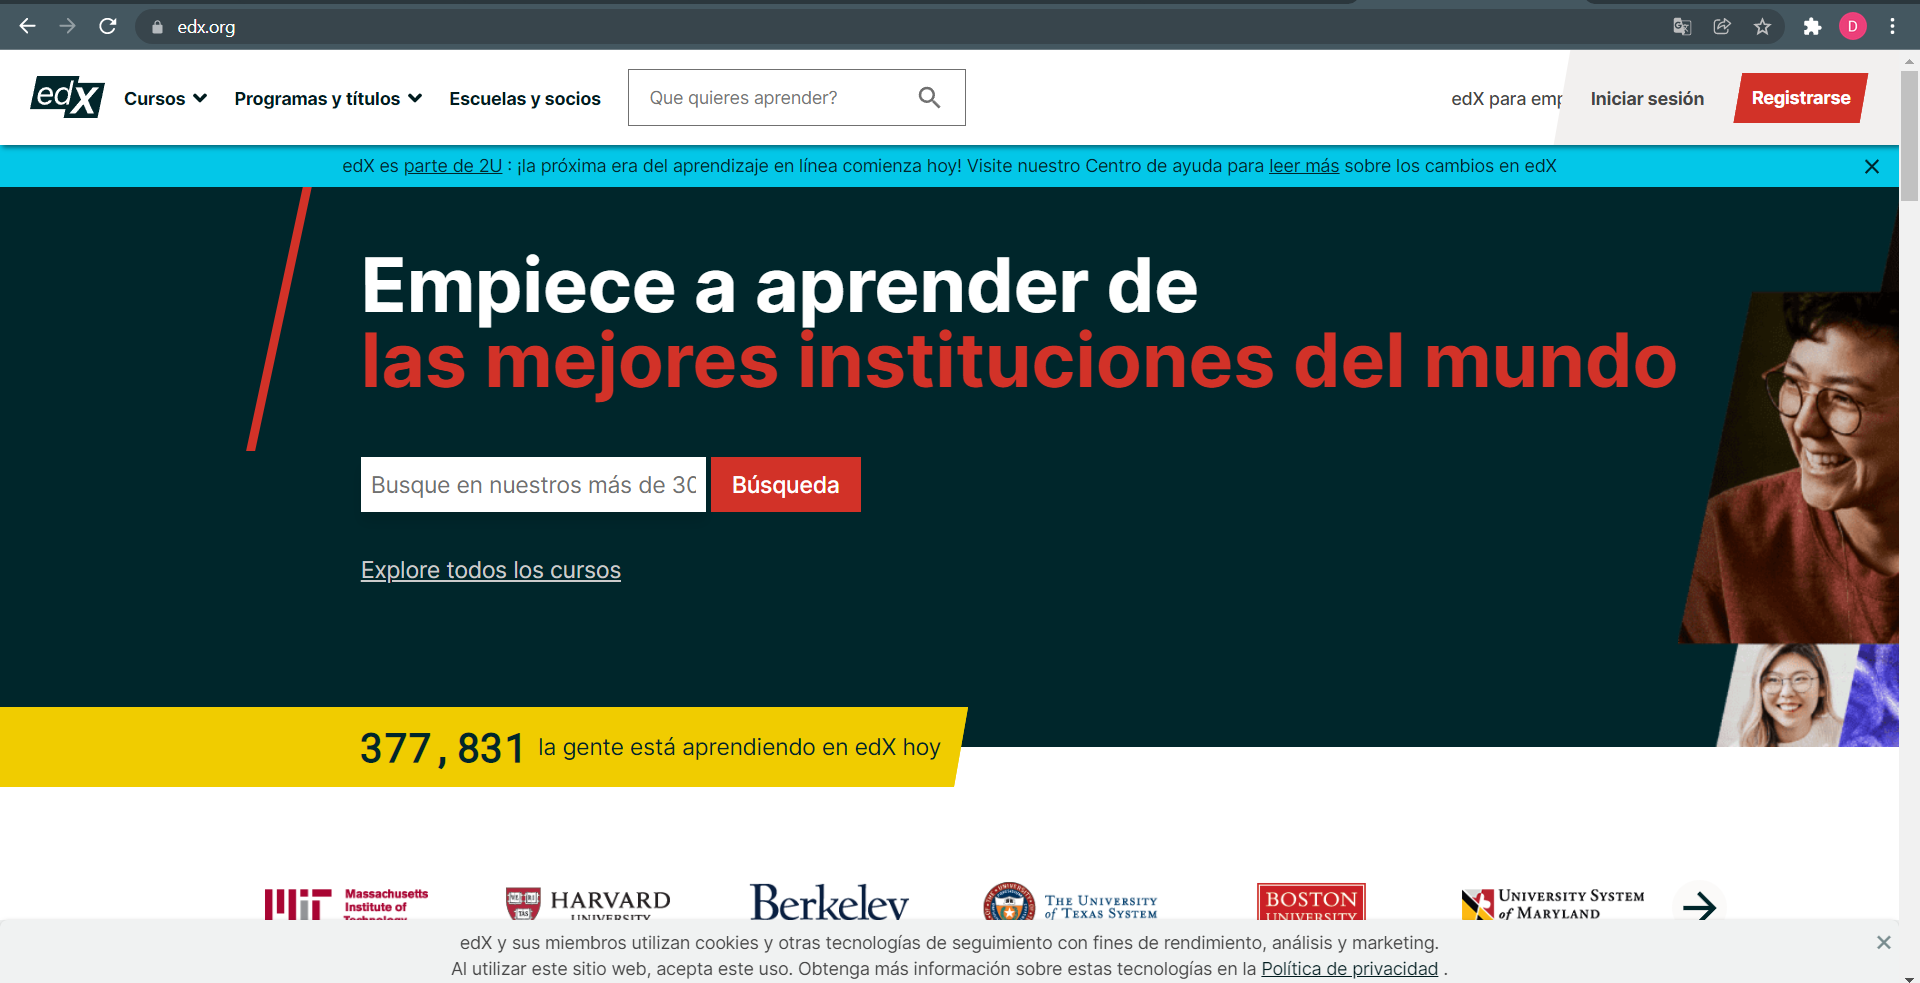 edx.org
D
edX
Cursos
Programas y títulos
Escuelas y socios
Que quieres aprender?
edX para emp
Iniciar sesión
Registrarse
edX es parte de 2U : ¡la próxima era del aprendizaje en línea comienza hoy! Visite nuestro Centro de ayuda para leer más sobre los cambios en edX
Empiece a aprender de
las mejores instituciones del mundo
Busque en nuestros más de 30
Búsqueda
Explore todos los cursos
377,831 la gente está aprendiendo en edX hoy
MIT
Massachusetts
Institute of
Technology
HARVARD
UNIVERSITY
Berkeley
THE UNIVERSITY
of TEXAS SYSTEM
BOSTON
UNIVERSITY
UNIVERSITY SYSTEM
of MARYLAND
edX y sus miembros utilizan cookies y otras tecnologías de seguimiento con fines de rendimiento, análisis y marketing.
Al utilizar este sitio web, acepta este uso. Obtenga más información sobre estas tecnologías en la Política de privacidad .